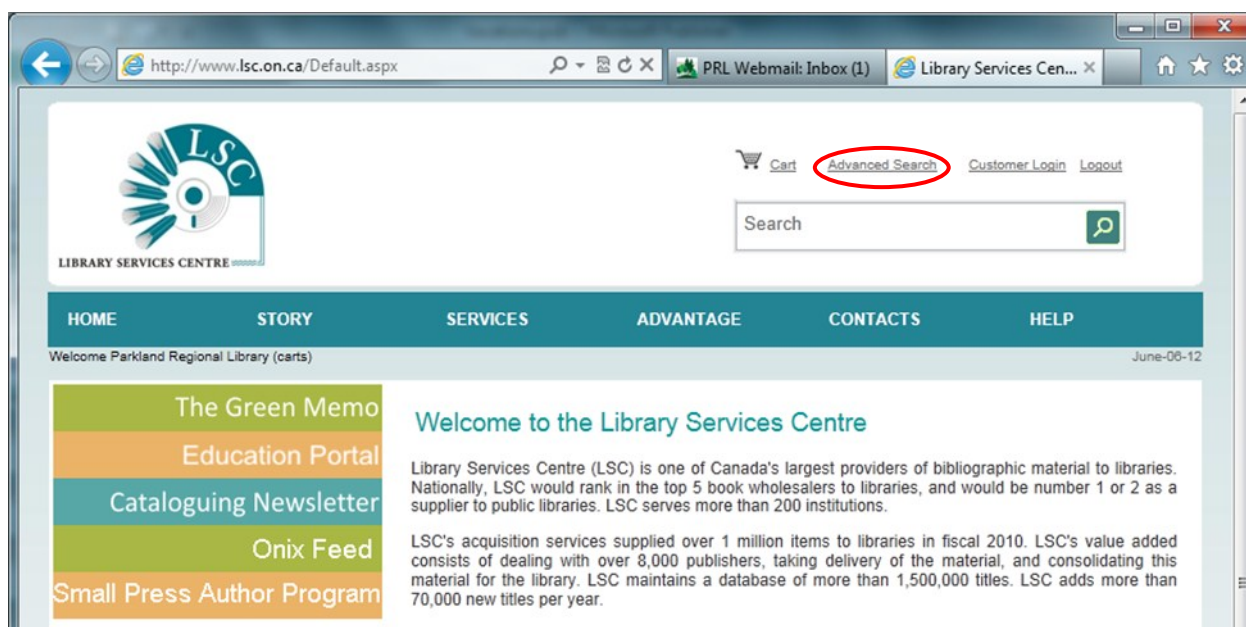 http://www.lsc.on.ca/Default.aspx
PRL Webmail: Inbox (1)
Library Services Cen...
LSC
LIBRARY SERVICES CENTRE
Cart Advanced Search Customer Login Logout
Search
HOME STORY SERVICES ADVANTAGE CONTACTS HELP
Welcome Parkland Regional Library (carts)
June-06-12
The Green Memo
Education Portal
Cataloguing Newsletter
Onix Feed
Small Press Author Program
Welcome to the Library Services Centre
Library Services Centre (LSC) is one of Canada's largest providers of bibliographic material to libraries.
Nationally, LSC would rank in the top 5 book wholesalers to libraries, and would be number 1 or 2 as a
supplier to public libraries. LSC serves more than 200 institutions.
LSC's acquisition services supplied over 1 million items to libraries in fiscal 2010. LSC's value added
consists of dealing with over 8,000 publishers, taking delivery of the material, and consolidating this
material for the library. LSC maintains a database of more than 1,500,000 titles. LSC adds more than
70,000 new titles per year.